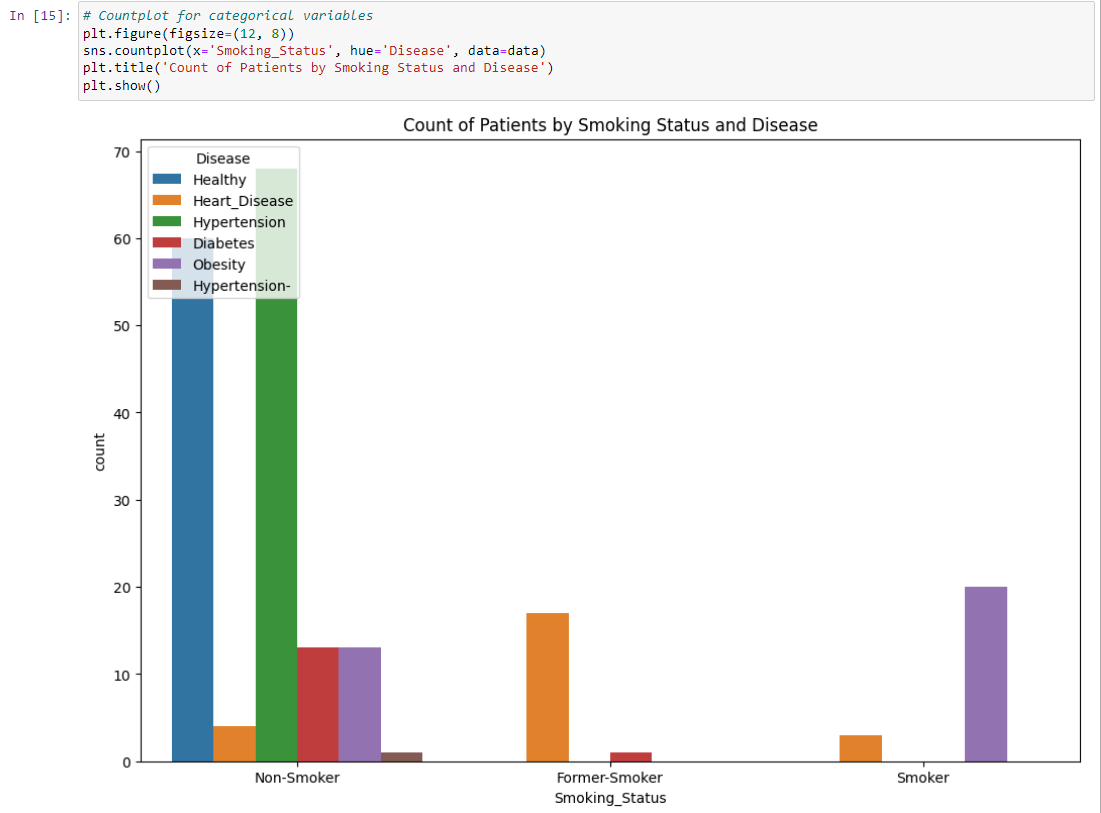 In [15]: # Countplot for categorical variables
plt.figure(figsize=(12, 8))
sns.countplot(x='Smoking_Status', hue='Disease', data=data)
plt.title('Count of Patients by Smoking Status and Disease')
plt.show()
Count of Patients by Smoking Status and Disease
Disease
Healthy
Heart_Disease
Hypertension
Diabetes
Obesity
Hypertension-
70
60
50
40
30
20
10
0
count
Non-Smoker Former-Smoker Smoker
Smoking_Status